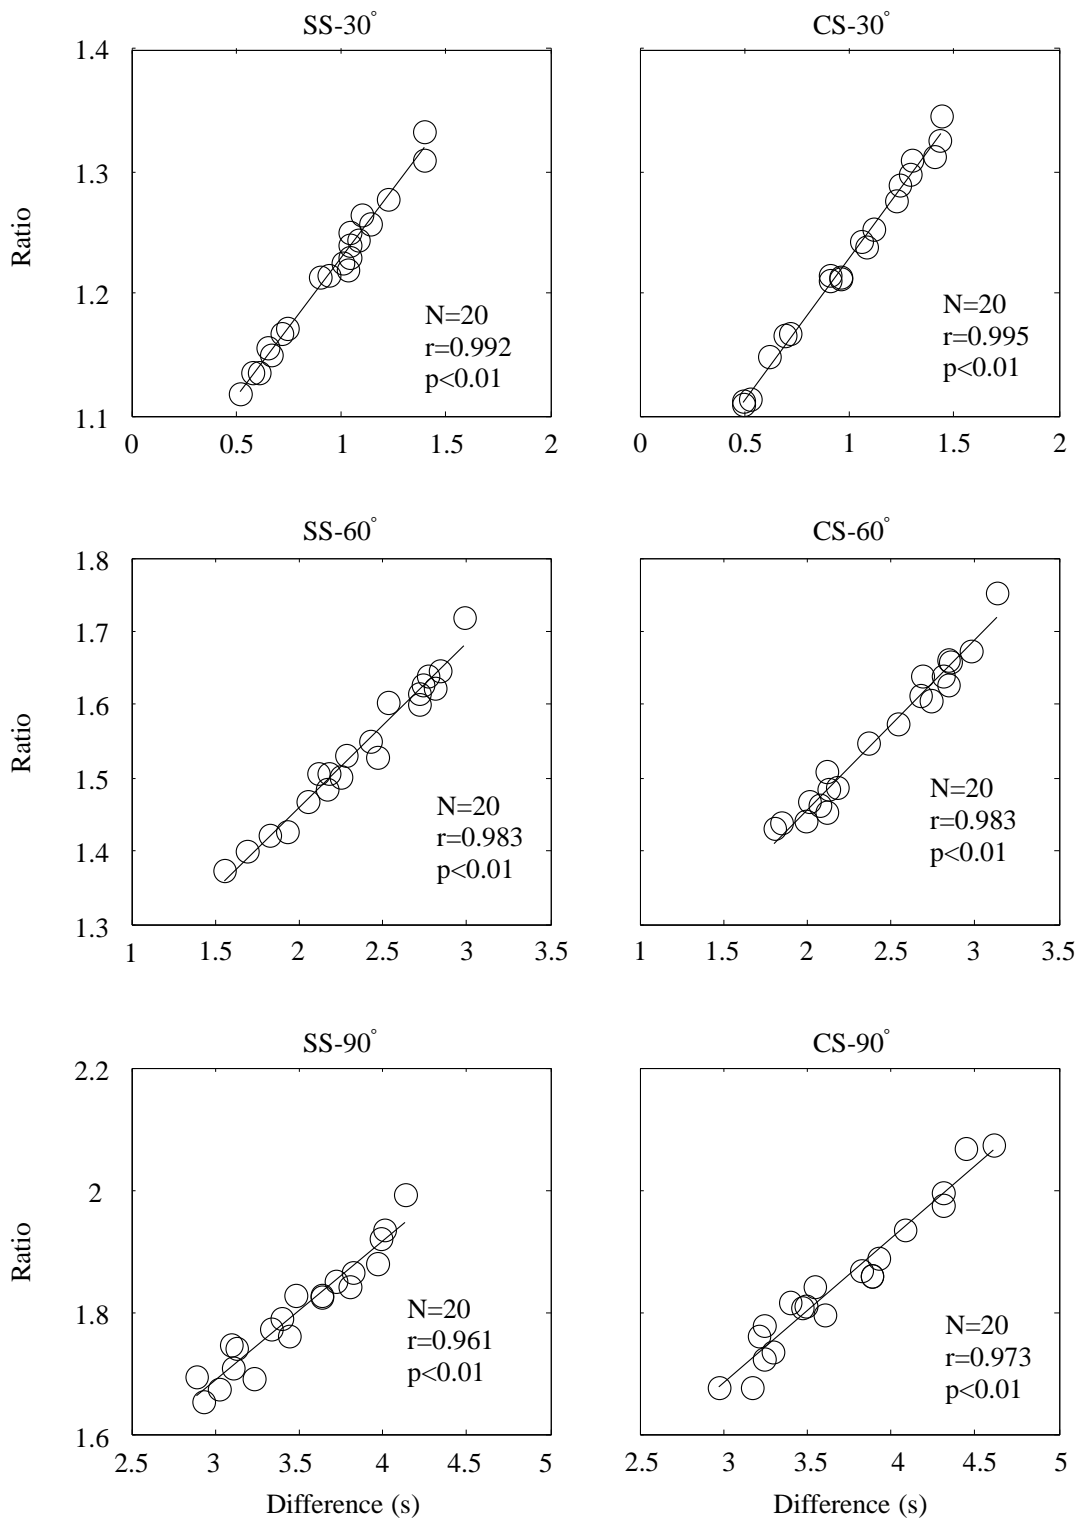 SS-30°
CS-30°
1.4
1.3
1.2
1.1
Ratio
N=20
r=0.992
p<0.01
N=20
r=0.995
p<0.01
0 0.5 1 1.5 2
0 0.5 1 1.5 2
SS-60°
CS-60°
1.8
1.7
1.6
1.5
1.4
1.3
Ratio
N=20
r=0.983
p<0.01
N=20
r=0.983
p<0.01
1 1.5 2 2.5 3 3.5
1 1.5 2 2.5 3 3.5
SS-90°
CS-90°
2.2
2
1.8
1.6
Ratio
N=20
r=0.961
p<0.01
N=20
r=0.973
p<0.01
2.5 3 3.5 4 4.5 5
2.5 3 3.5 4 4.5 5
Difference (s)
Difference (s)